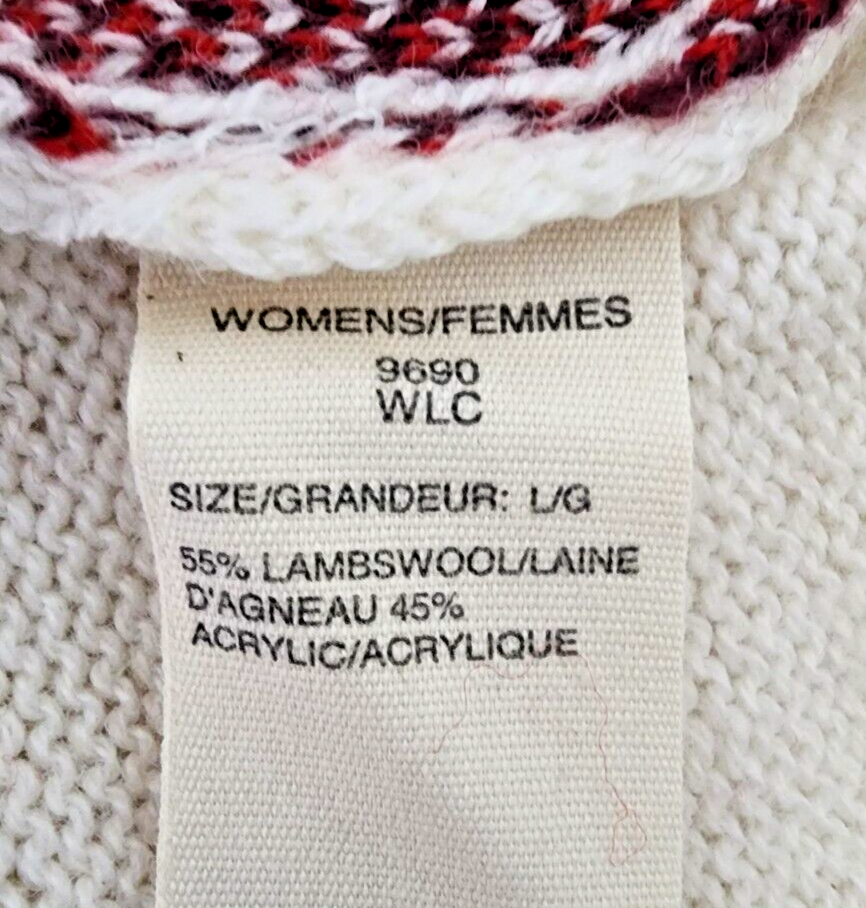 WOMENS/FEMMES
9690
WLC
SIZE/GRANDEUR: L/G
55% LAMBSWOOL/LAINE
D'AGNEAU 45%
ACRYLIC/ACRYLIQUE